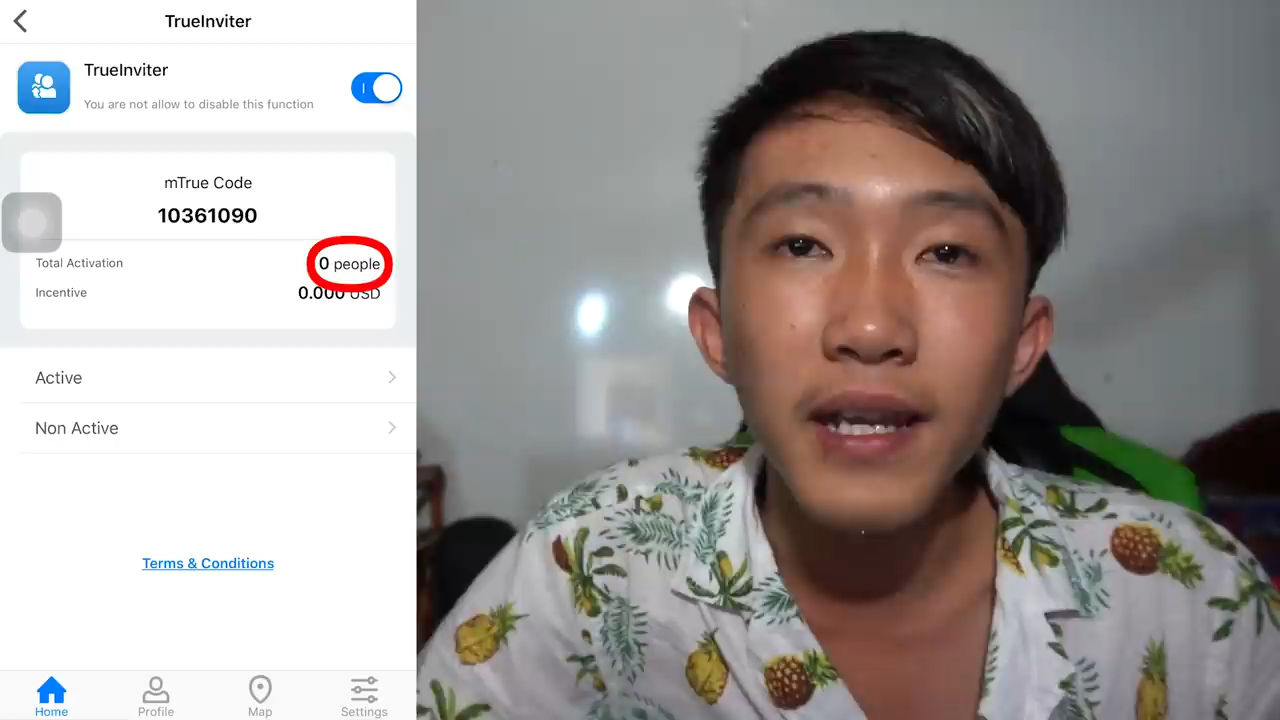 TrueInviter
TrueInviter
You are not allow to disable this function
mTrue Code
10361090
Total Activation
0 people
Incentive
0.000 USD
Active
Non Active
Terms & Conditions
Home
Profile
Map
Settings